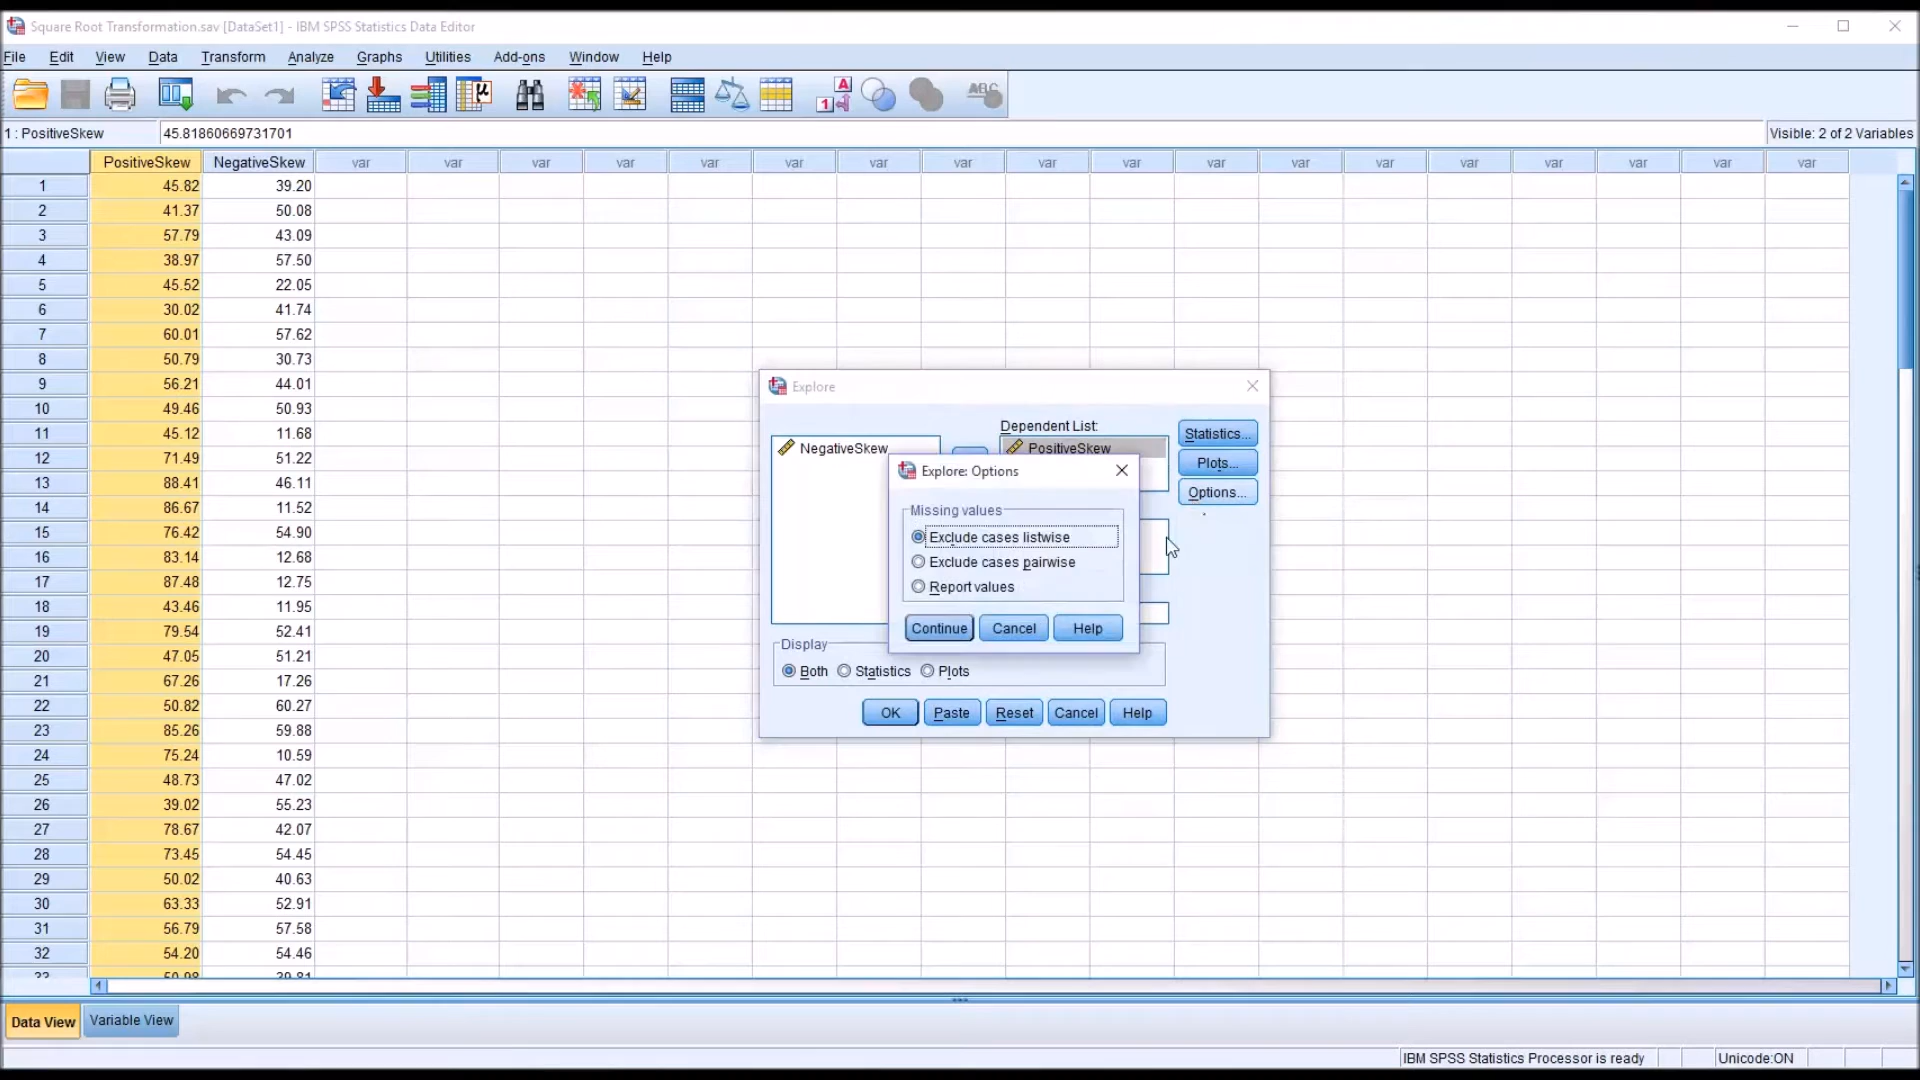 Square Root Transformation.sav [DataSet1] - IBM SPSS Statistics Data Editor
File Edit View Data Transform Analyze Graphs Utilities Add-ons Window Help
1 : PositiveSkew 45.81860669731701 Visible: 2 of 2 Variables
PositiveSkew NegativeSkew var var var var var var var var var var var var var var var var var var
1 45.82 39.20
2 41.37 50.08
3 57.79 43.09
4 38.97 57.50
5 45.52 22.05
6 30.02 41.74
7 60.01 57.62
8 50.79 30.73
9 56.21 44.01
10 49.46 50.93
11 45.12 11.68
12 71.49 51.22
13 88.41 46.11
14 86.67 11.52
15 76.42 54.90
16 83.14 12.68
17 87.48 12.75
18 43.46 11.95
19 79.54 52.41
20 47.05 51.21
21 67.26 17.26
22 50.82 60.27
23 85.26 59.88
24 75.24 10.59
25 48.73 47.02
26 39.02 55.23
27 78.67 42.07
28 73.45 54.45
29 50.02 40.63
30 63.33 52.91
31 56.79 57.58
32 54.20 54.46
33 50.98 39.81
Explore
Dependent List:
NegativeSkew PositiveSkew
Statistics...
Plots...
Options...
Explore: Options
Missing values
Exclude cases listwise
Exclude cases pairwise
Report values
Continue Cancel Help
Display
Both Statistics Plots
OK Paste Reset Cancel Help
Data View Variable View
IBM SPSS Statistics Processor is ready Unicode:ON